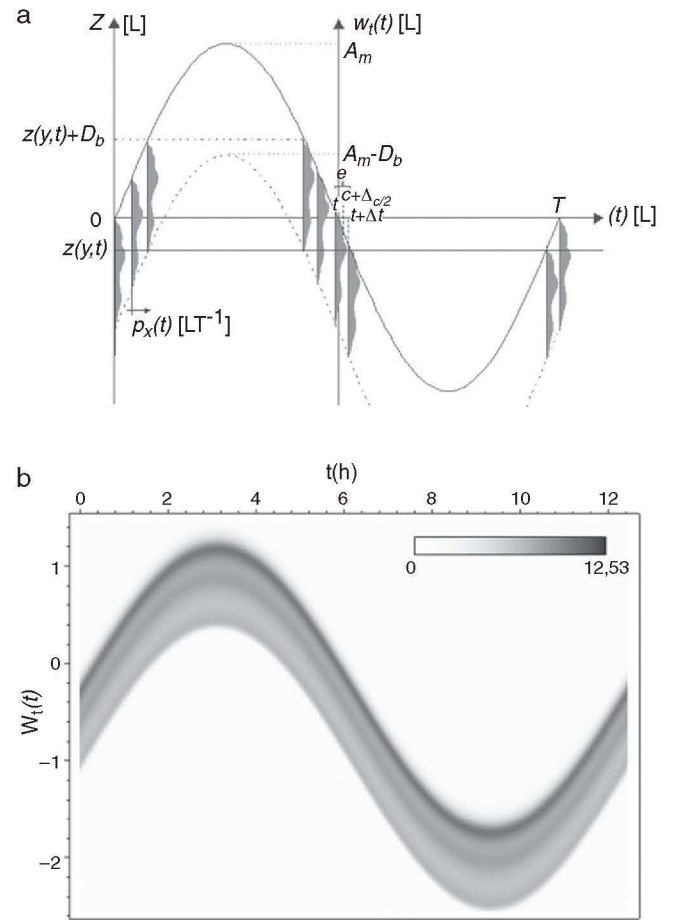 a
Z [L]
w_t(t) [L]
A_m
z(y,t)+D_b
A_m-D_b
e
c+Δ_c/2
t
t+Δt
T
0
(t) [L]
z(y,t)
p_x(t) [LT^-1]
b
t(h)
0 2 4 6 8 10 12
0 12,53
1
0
−1
−2
W_t(t)